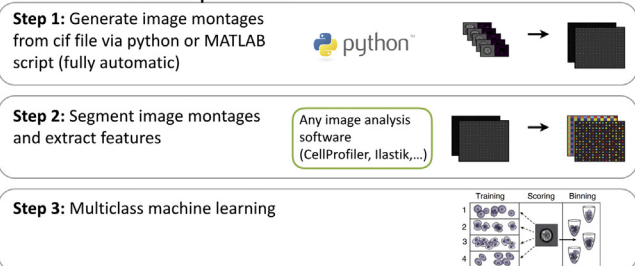 Step 1: Generate image montages
from cif file via python or MATLAB
script (fully automatic)
python™
Step 2: Segment image montages
and extract features
Any image analysis
software
(CellProfiler, Ilastik,...)
Step 3: Multiclass machine learning
Training Scoring Binning
1
2
3
4